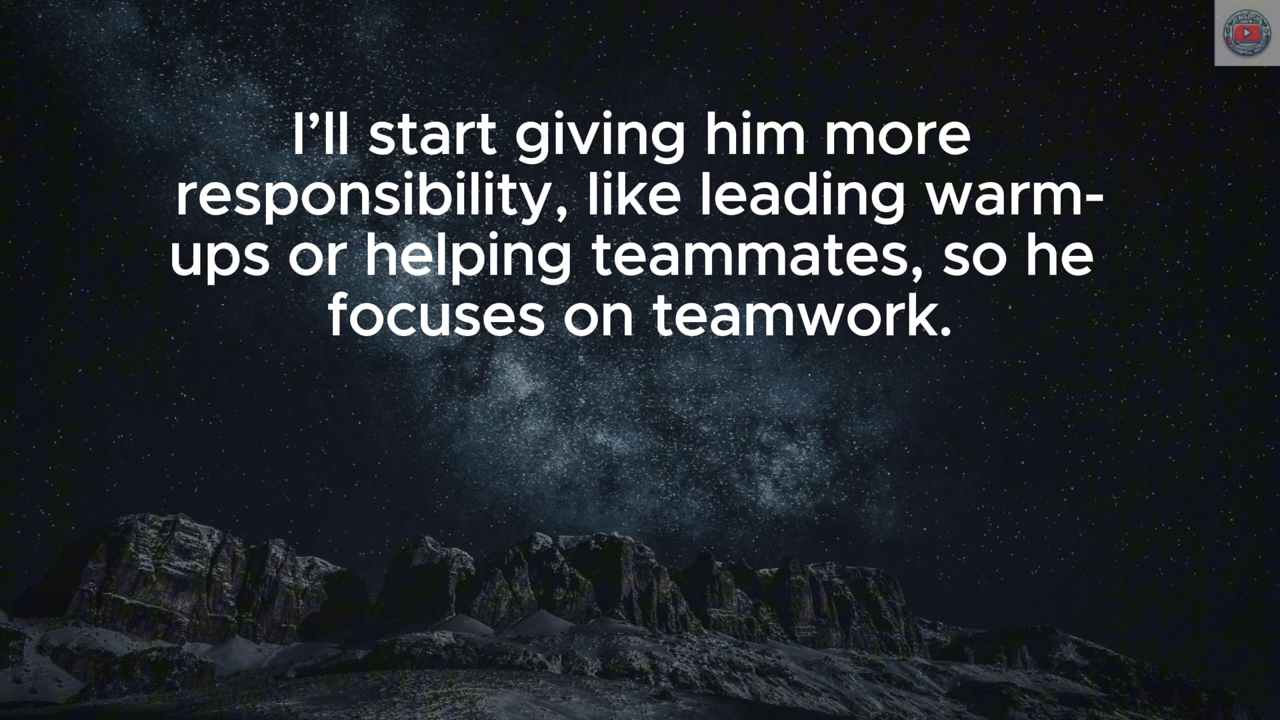 I’ll start giving him more
responsibility, like leading warm-
ups or helping teammates, so he
focuses on teamwork.